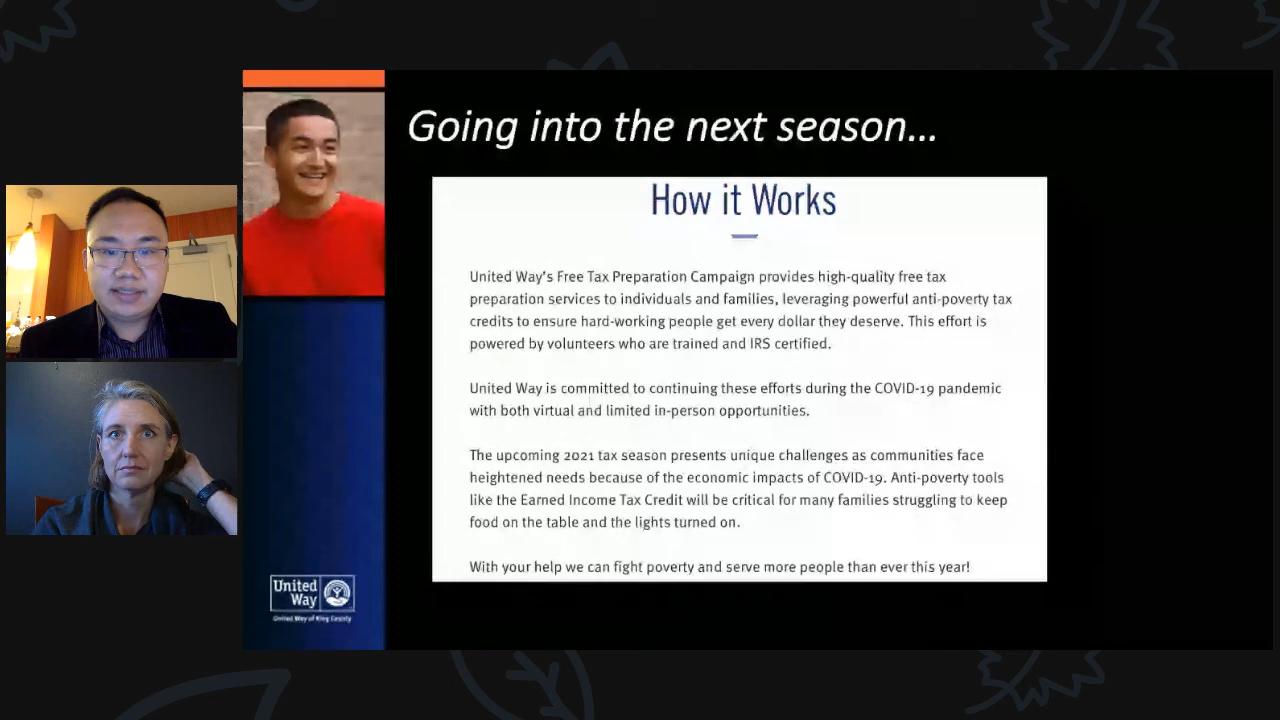 Going into the next season...
How it Works
United Way's Free Tax Preparation Campaign provides high-quality free tax
preparation services to individuals and families, leveraging powerful anti-poverty tax
credits to ensure hard-working people get every dollar they deserve. This effort is
powered by volunteers who are trained and IRS certified.
United Way is committed to continuing these efforts during the COVID-19 pandemic
with both virtual and limited in-person opportunities.
The upcoming 2021 tax season presents unique challenges as communities face
heightened needs because of the economic impacts of COVID-19. Anti-poverty tools
like the Earned Income Tax Credit will be critical for many families struggling to keep
food on the table and the lights turned on.
With your help we can fight poverty and serve more people than ever this year!
United
Way
United Way of King County